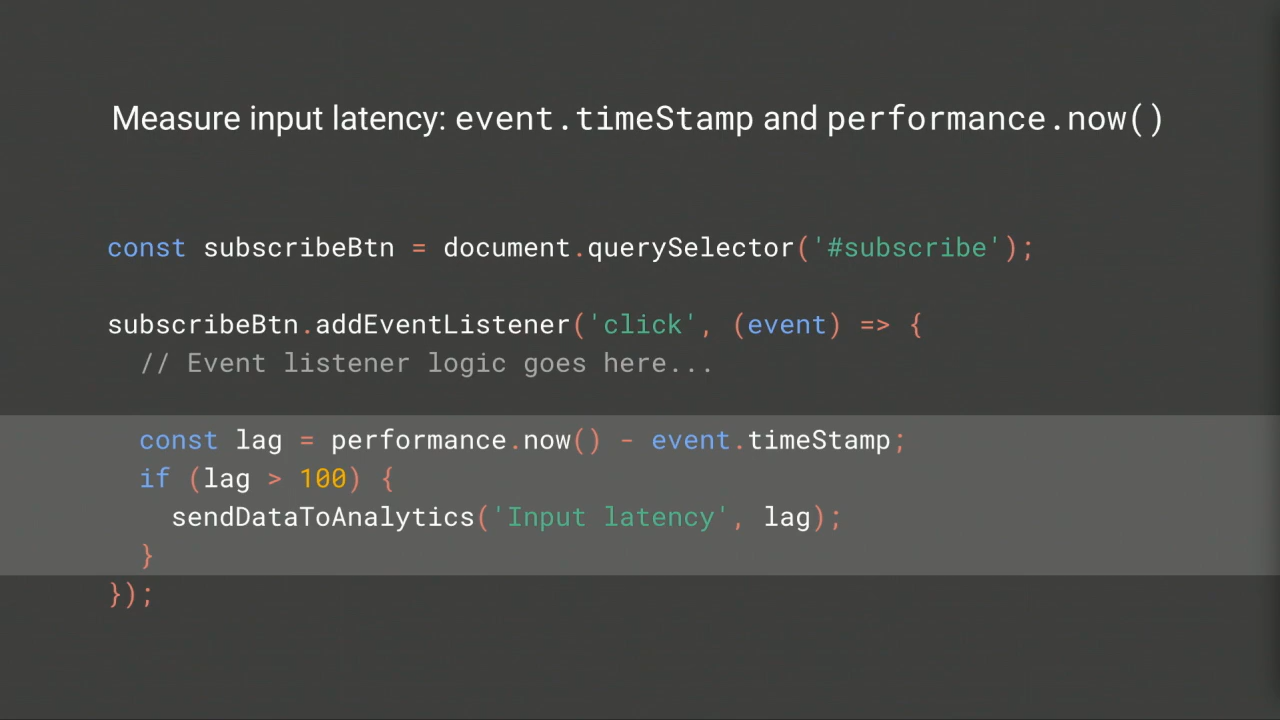 Measure input latency: event.timeStamp and performance.now()
const subscribeBtn = document.querySelector('#subscribe');
subscribeBtn.addEventListener('click', (event) => {
// Event listener logic goes here...
const lag = performance.now() - event.timeStamp;
if (lag > 100) {
sendDataToAnalytics('Input latency', lag);
}
});